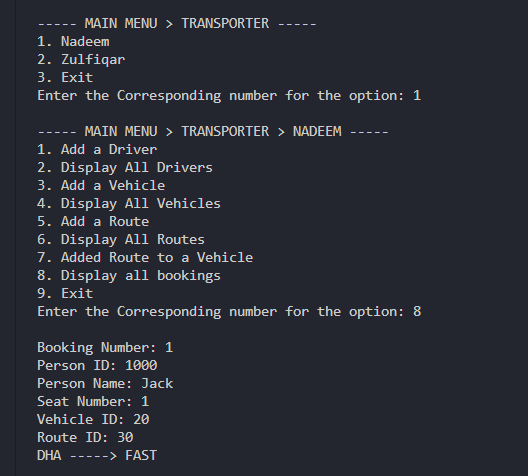 ----- MAIN MENU > TRANSPORTER -----
1. Nadeem
2. Zulfiqar
3. Exit
Enter the Corresponding number for the option: 1
----- MAIN MENU > TRANSPORTER > NADEEM -----
1. Add a Driver
2. Display All Drivers
3. Add a Vehicle
4. Display All Vehicles
5. Add a Route
6. Display All Routes
7. Added Route to a Vehicle
8. Display all bookings
9. Exit
Enter the Corresponding number for the option: 8
Booking Number: 1
Person ID: 1000
Person Name: Jack
Seat Number: 1
Vehicle ID: 20
Route ID: 30
DHA -----> FAST